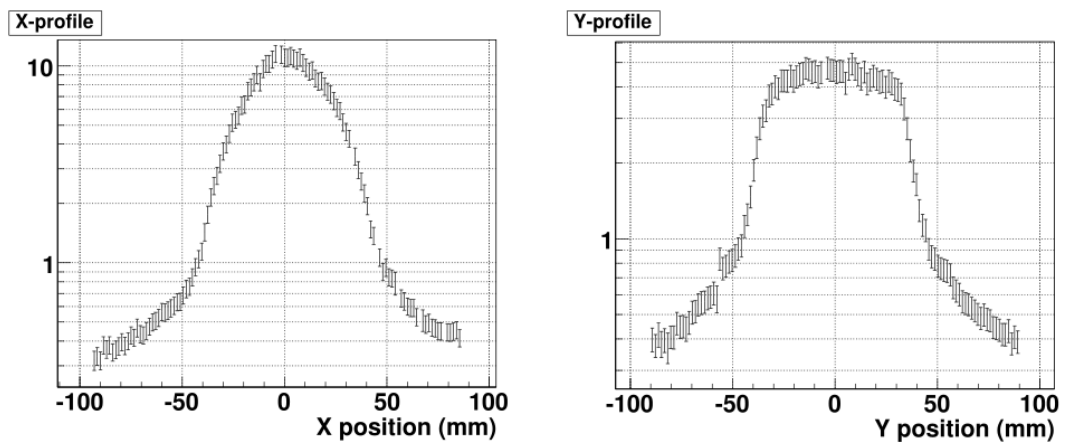 X-profile
10
1
-100 -50 0 50 100
X position (mm)
Y-profile
1
-100 -50 0 50 100
Y position (mm)